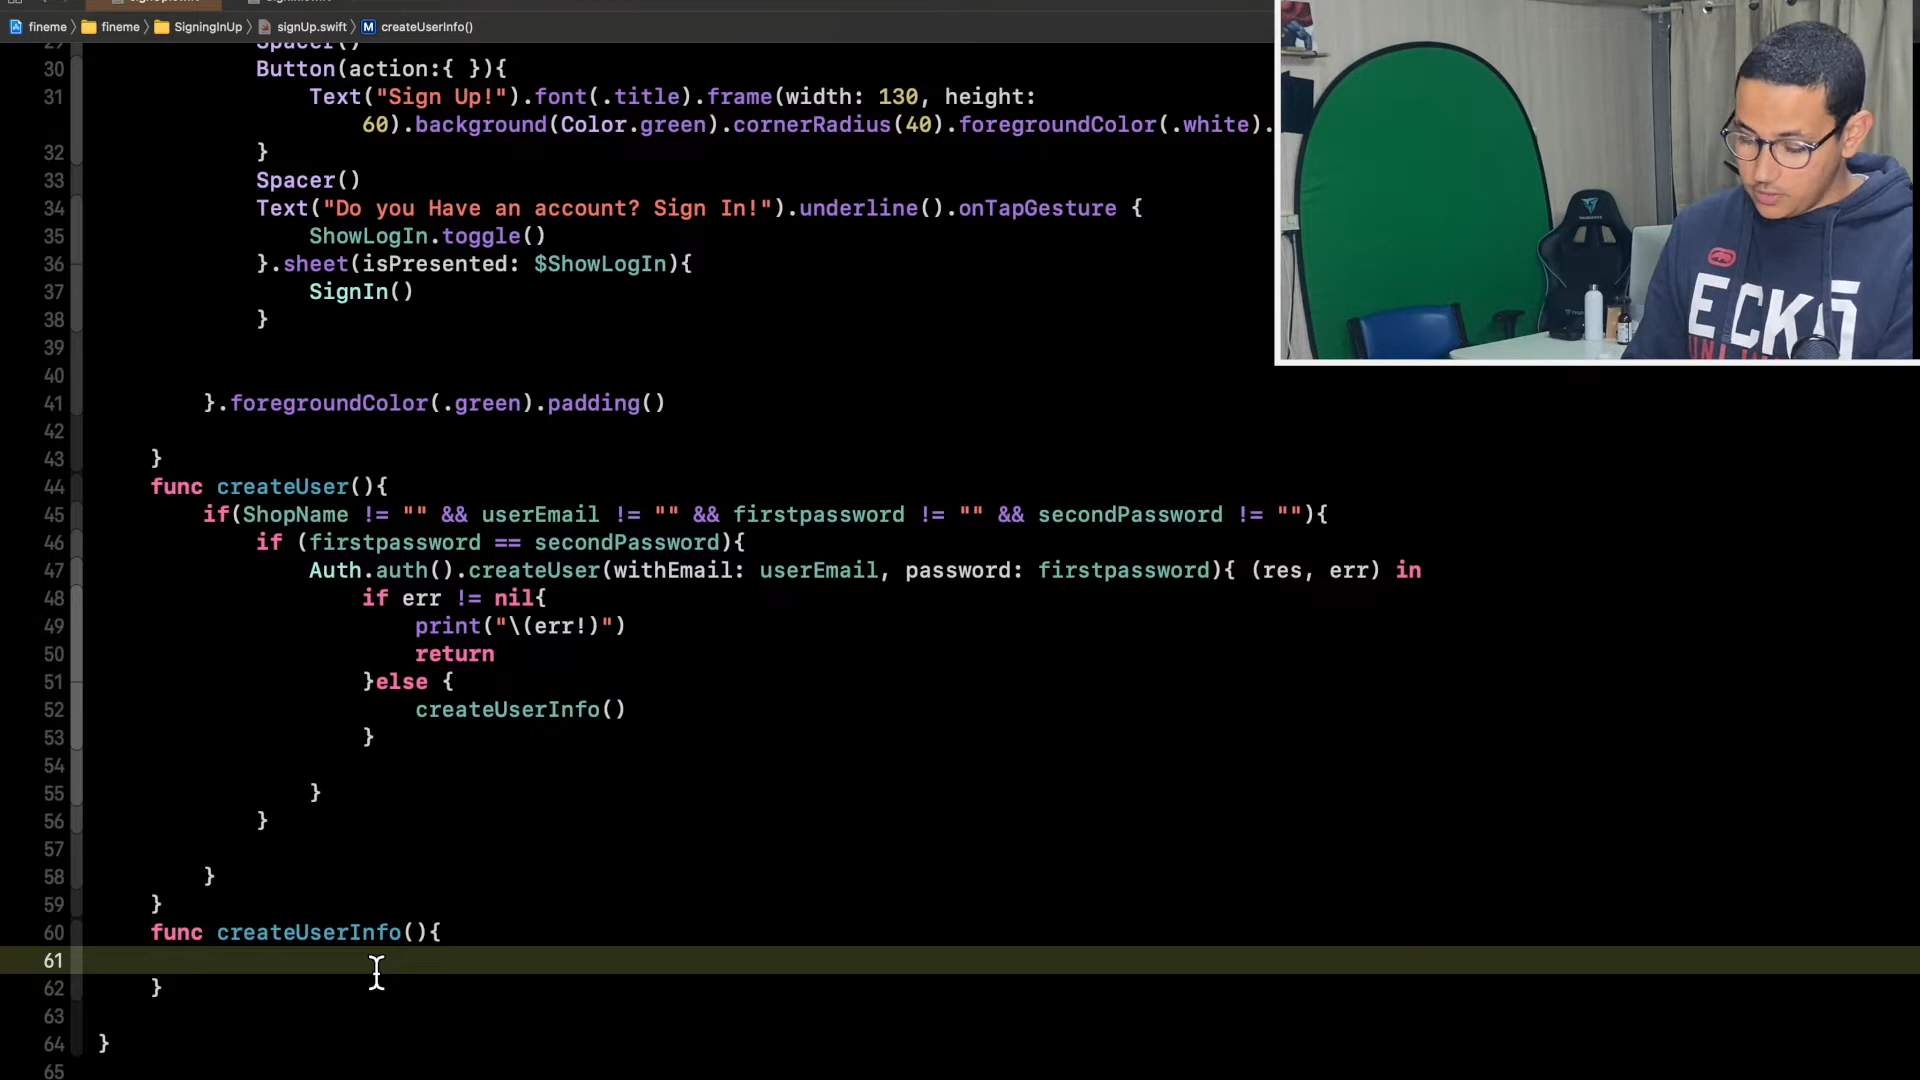 fineme fineme SigningInUp signUp.swift M createUserInfo()
29 Spacer()
30 Button(action:{ }){
31 Text("Sign Up!").font(.title).frame(width: 130, height:
60).background(Color.green).cornerRadius(40).foregroundColor(.white).
32 }
33 Spacer()
34 Text("Do you Have an account? Sign In!").underline().onTapGesture {
35 ShowLogIn.toggle()
36 }.sheet(isPresented: $ShowLogIn){
37 SignIn()
38 }
39
40
41 }.foregroundColor(.green).padding()
42
43 }
44 func createUser(){
45 if(ShopName != "" && userEmail != "" && firstpassword != "" && secondPassword != ""){
46 if (firstpassword == secondPassword){
47 Auth.auth().createUser(withEmail: userEmail, password: firstpassword){ (res, err) in
48 if err != nil{
49 print("\(err!)")
50 return
51 }else {
52 createUserInfo()
53 }
54
55 }
56 }
57
58 }
59 }
60 func createUserInfo(){
61
62 }
63
64 }
65
ECKŌ